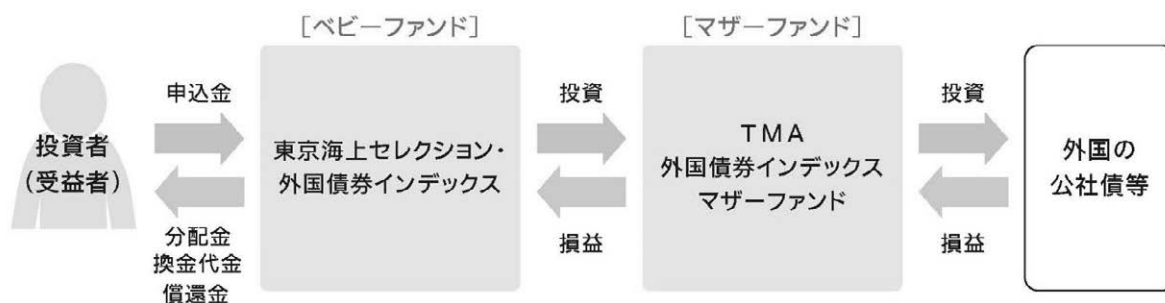 [ベビーファンド]
[マザーファンド]
申込金
投資者
(受益者)
分配金
換金代金
償還金
東京海上セレクション・
外国債券インデックス
投資
損益
TMA
外国債券インデックス
マザーファンド
投資
損益
外国の
公社債等